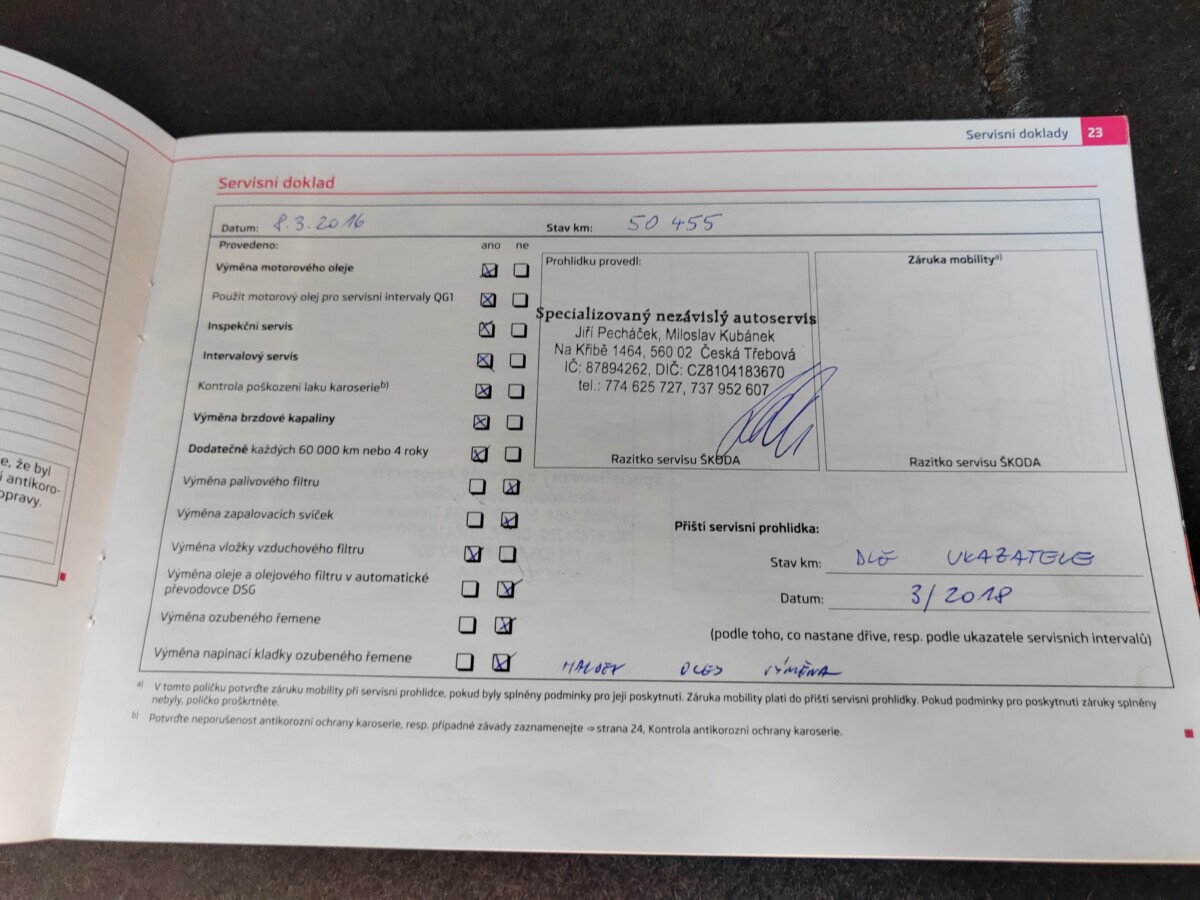 Servisní doklady 23
Servisní doklad
Datum: 8.3.2016 Stav km: 50 455
Provedeno: ano ne
Výměna motorového oleje
Použit motorový olej pro servisní intervaly QG1
Inspekční servis
Intervalový servis
Kontrola poškození laku karoserie b)
Výměna brzdové kapaliny
Dodatečně každých 60 000 km nebo 4 roky
Výměna palivového filtru
Výměna zapalovacích svíček
Výměna vložky vzduchového filtru
Výměna oleje a olejového filtru v automatické
převodovce DSG
Výměna ozubeného řemene
Výměna napínací kladky ozubeného řemene
Prohlídku provedl:
Specializovaný nezávislý autoservis
Jiří Pecháček, Miloslav Kubánek
Na Křibě 1464, 560 02 Česká Třebová
IČ: 87894262, DIČ: CZ8104183670
tel.: 774 625 727, 737 952 607
Razítko servisu ŠKODA
Záruka mobility a)
Razítko servisu ŠKODA
Příští servisní prohlídka:
Stav km: DLE UKAZATELE
Datum: 3/2018
(podle toho, co nastane dříve, resp. podle ukazatele servisních intervalů)
HALDEX OLEJ VÝMĚNA
a) V tomto políčku potvrďte záruku mobility při servisní prohlídce, pokud byly splněny podmínky pro její poskytnutí. Záruka mobility platí do příští servisní prohlídky. Pokud podmínky pro poskytnutí záruky splněny
nebyly, políčko proškrtněte.
b) Potvrďte neporušenost antikorozní ochrany karoserie, resp. případné závady zaznamenejte ⇒ strana 24, Kontrola antikorozní ochrany karoserie.
e, že byl
í antikoro-
opravy.